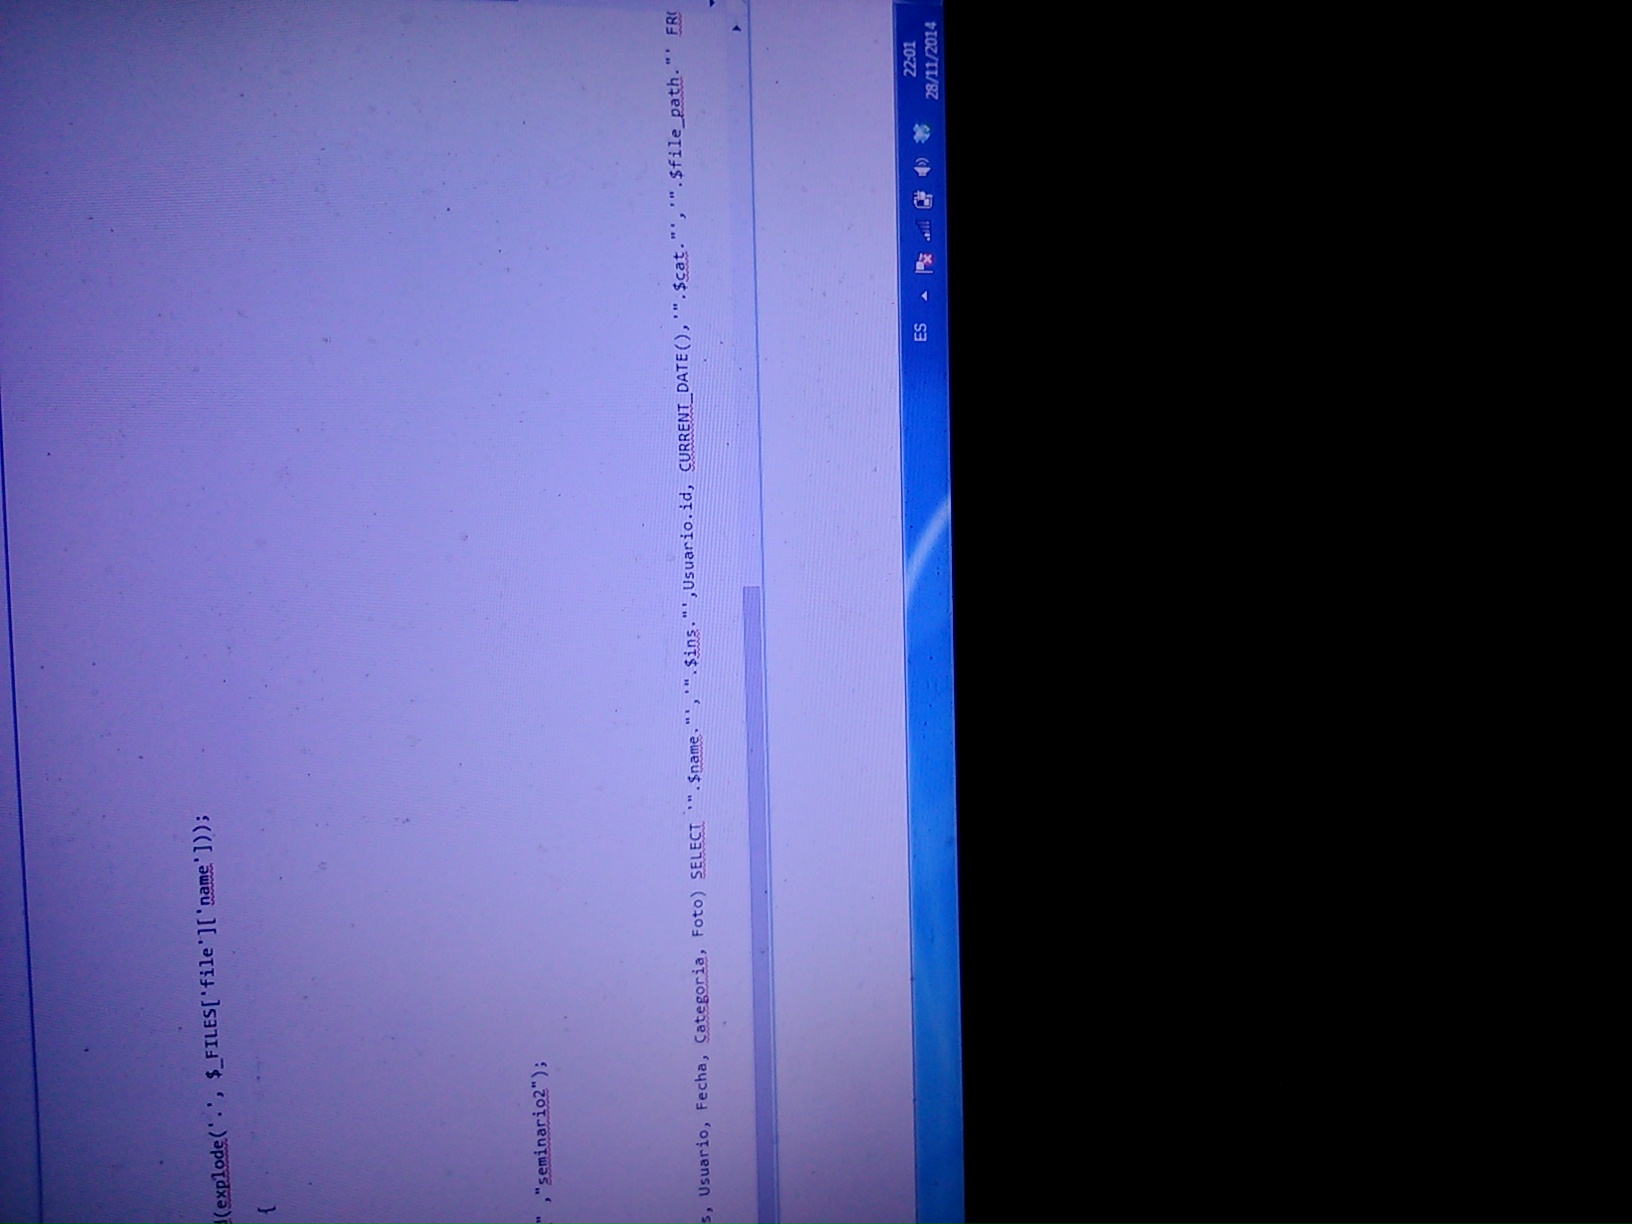 (explode('.', $_FILES['file']['name']));
{
" ,"seminario2");
s, Usuario, Fecha, Categoria, Foto) SELECT '".$name."','".$ins."',Usuario.id, CURRENT_DATE(),'".$cat."','".$file_path."' FRO
ES
22:01
28/11/2014